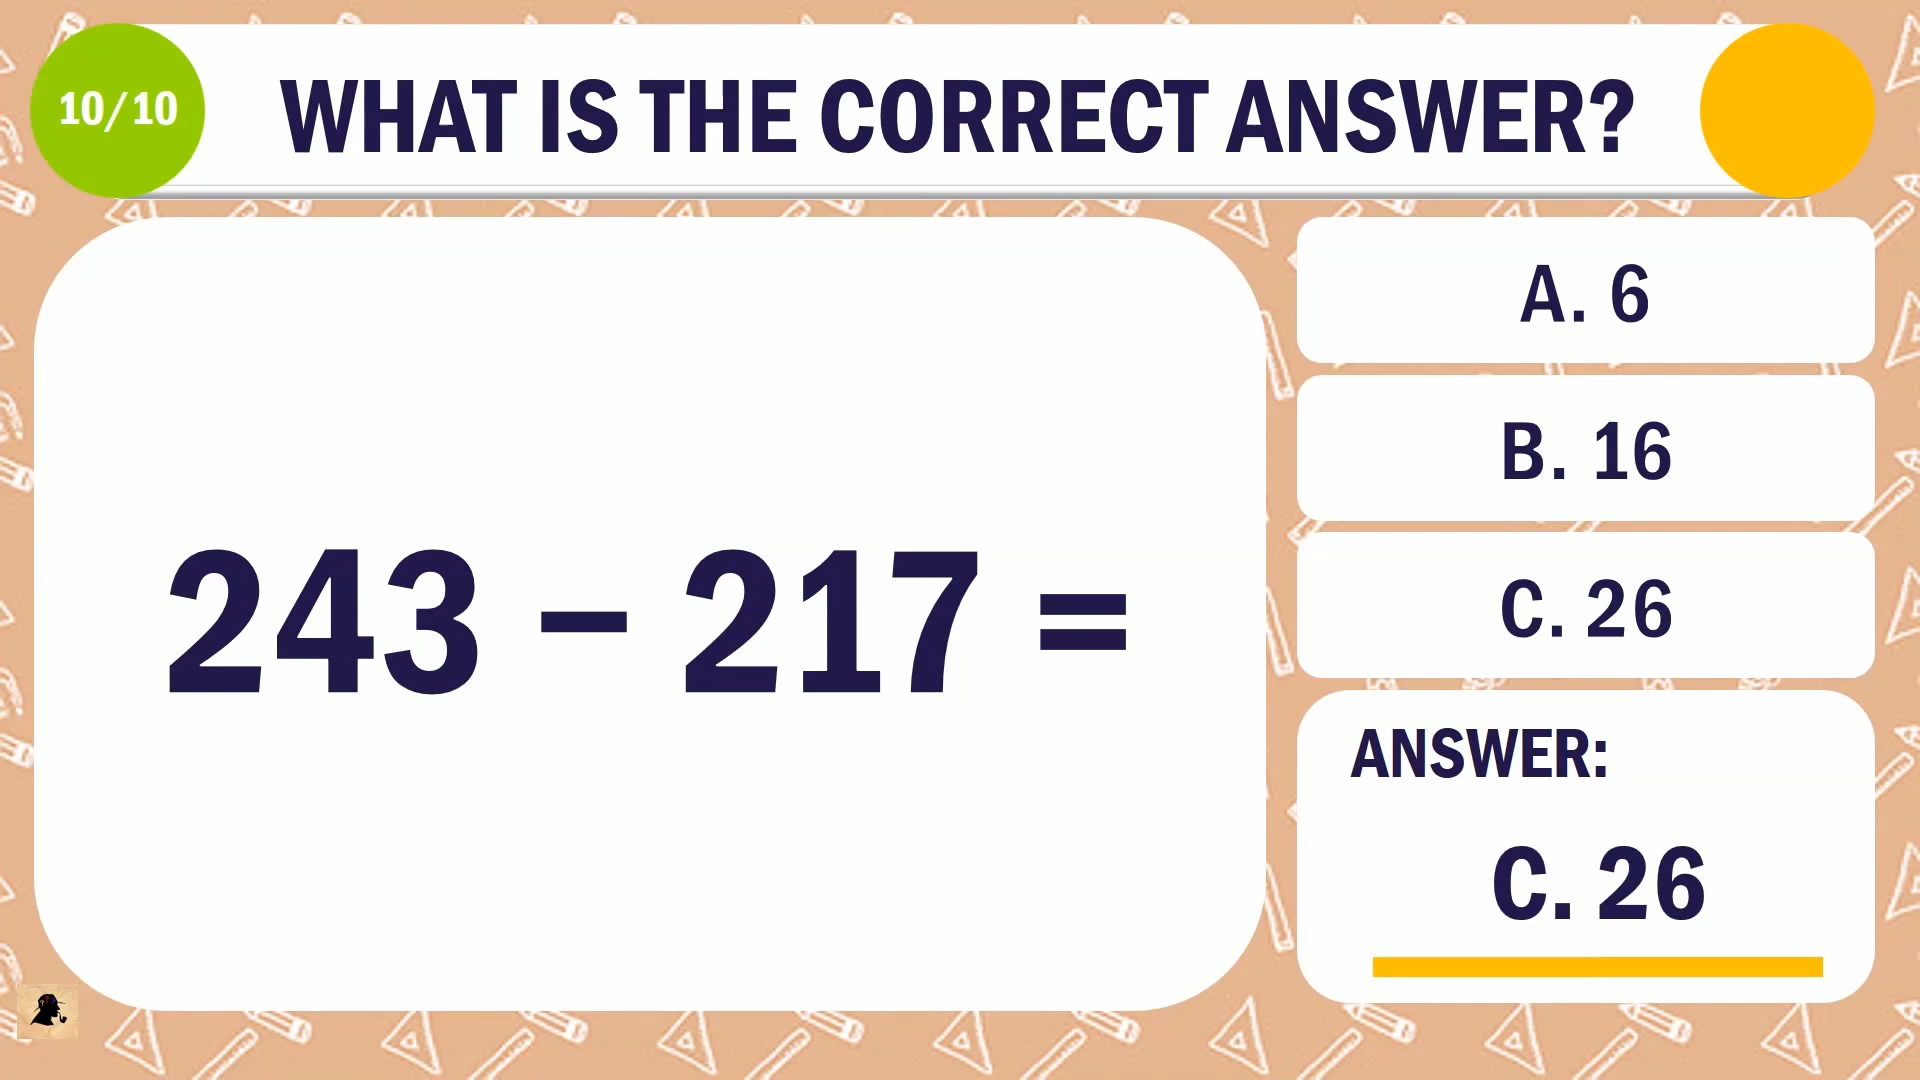 10/10
WHAT IS THE CORRECT ANSWER?
243 – 217 =
A. 6
B. 16
C. 26
ANSWER:
C. 26